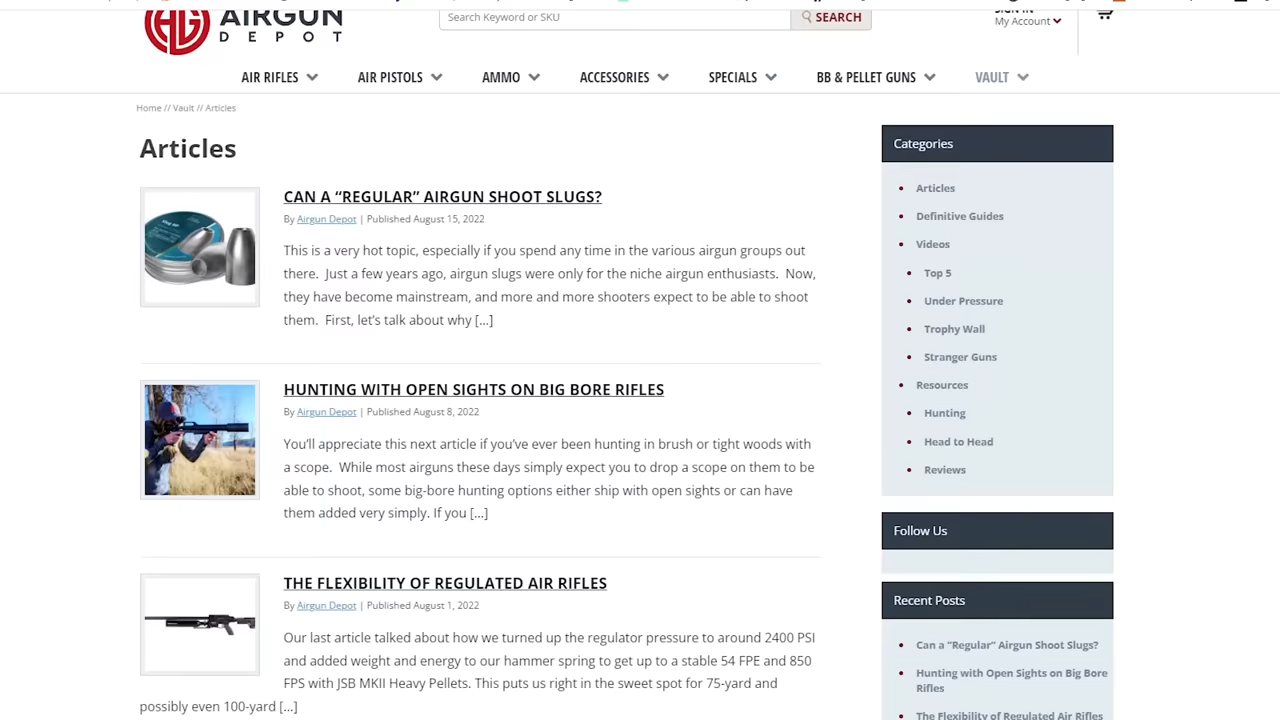 AIRGUN
DEPOT
Search Keyword or SKU
SEARCH
SIGN IN
My Account
AIR RIFLES
AIR PISTOLS
AMMO
ACCESSORIES
SPECIALS
BB & PELLET GUNS
VAULT
Home // Vault // Articles
Articles
CAN A “REGULAR” AIRGUN SHOOT SLUGS?
By Airgun Depot | Published August 15, 2022
This is a very hot topic, especially if you spend any time in the various airgun groups out
there. Just a few years ago, airgun slugs were only for the niche airgun enthusiasts. Now,
they have become mainstream, and more and more shooters expect to be able to shoot
them. First, let’s talk about why [...]
HUNTING WITH OPEN SIGHTS ON BIG BORE RIFLES
By Airgun Depot | Published August 8, 2022
You’ll appreciate this next article if you’ve ever been hunting in brush or tight woods with
a scope. While most airguns these days simply expect you to drop a scope on them to be
able to shoot, some big-bore hunting options either ship with open sights or can have
them added very simply. If you [...]
THE FLEXIBILITY OF REGULATED AIR RIFLES
By Airgun Depot | Published August 1, 2022
Our last article talked about how we turned up the regulator pressure to around 2400 PSI
and added weight and energy to our hammer spring to get up to a stable 54 FPE and 850
FPS with JSB MKII Heavy Pellets. This puts us right in the sweet spot for 75-yard and
possibly even 100-yard [...]
Categories
Articles
Definitive Guides
Videos
Top 5
Under Pressure
Trophy Wall
Stranger Guns
Resources
Hunting
Head to Head
Reviews
Follow Us
Recent Posts
Can a “Regular” Airgun Shoot Slugs?
Hunting with Open Sights on Big Bore
Rifles
The Flexibility of Regulated Air Rifles